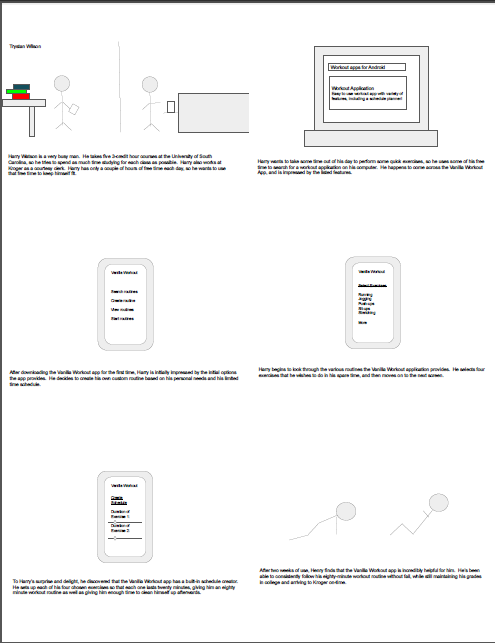 Trystan Wilson
Harry Watson is a very busy man. He takes five 3-credit hour courses at the University of South
Carolina, so he tries to spend as much time studying for each class as possible. Harry also works at
Kroger as a courtesy clerk. Harry has only a couple of hours of free time each day, so he wants to use
that free time to keep himself fit.
Workout apps for Android
Workout Application
Easy to use workout app with variety of
features, including a schedule planner!
Harry wants to take some time out of his day to perform some quick exercises, so he uses some of his free
time to search for a workout application on his computer. He happens to come across the Vanilla Workout
App, and is impressed by the listed features.
Vanilla Workout
Search routines
Create routine
View routines
Start routines
After downloading the Vanilla Workout app for the first time, Harry is initially impressed by the initial options
the app provides. He decides to create his own custom routine based on his personal needs and his limited
time schedule.
Vanilla Workout
Select Exercises
Running
Jogging
Push-ups
Sit-ups
Stretching
More
Harry begins to look through the various routines the Vanilla Workout application provides. He selects four
exercises that he wishes to do in his spare time, and then moves on to the next screen.
Vanilla Workout
Create
Schedule
Duration of
Exercise 1:
Duration of
Exercise 2:
To Harry's surprise and delight, he discovered that the Vanilla Workout app has a built-in schedule creator.
He sets up each of his four chosen exercises so that each one lasts twenty minutes, giving him an eighty
minute workout routine as well as giving him enough time to clean himself up afterwards.
After two weeks of use, Henry finds that the Vanilla Workout app is incredibly helpful for him. He's been
able to consistently follow his eighty-minute workout routine without fail, while still maintaining his grades
in college and arriving to Kroger on-time.